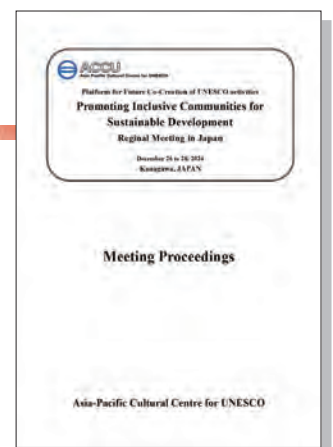 ACCU
Asia-Pacific Cultural Centre for UNESCO
Platform for Future Co-Creation of UNESCO activities
Promoting Inclusive Communities for
Sustainable Development
Reginal Meeting in Japan
December 26 to 28, 2024
Kanagawa, JAPAN
Meeting Proceedings
Asia-Pacific Cultural Centre for UNESCO